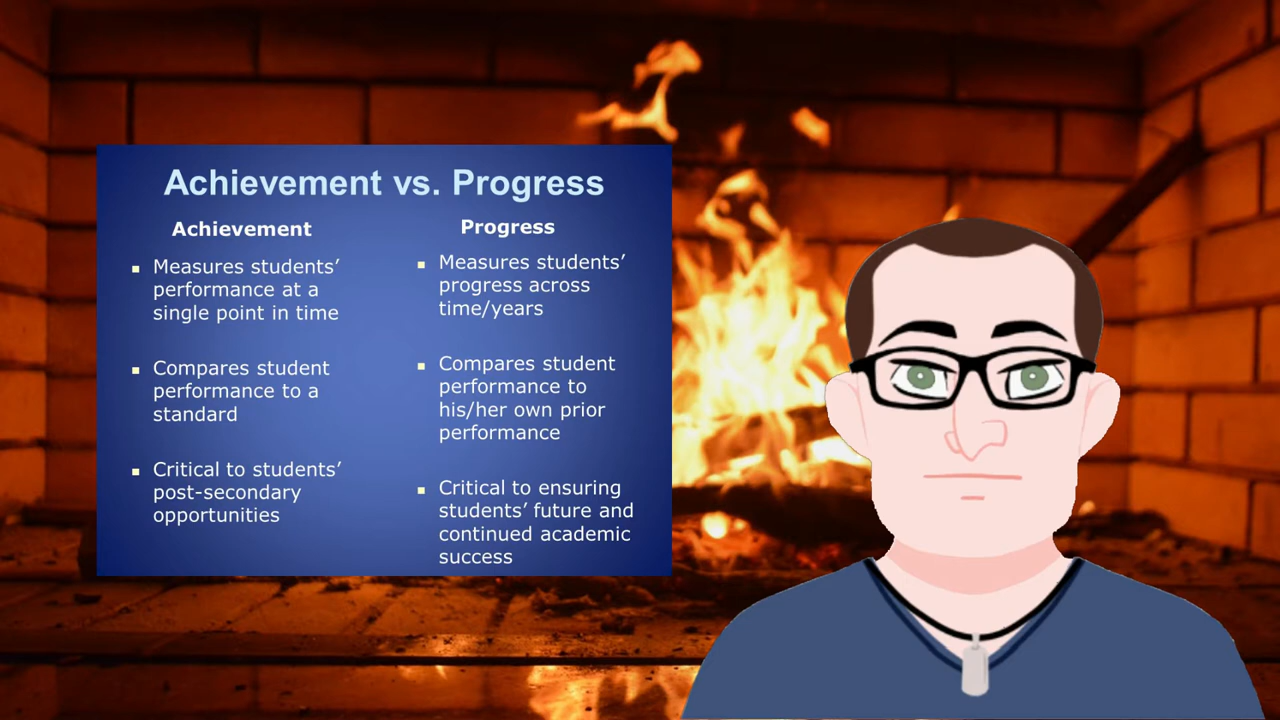 Achievement vs. Progress
Achievement
▪ Measures students’
performance at a
single point in time
▪ Compares student
performance to a
standard
▪ Critical to students’
post-secondary
opportunities
Progress
▪ Measures students’
progress across
time/years
▪ Compares student
performance to
his/her own prior
performance
▪ Critical to ensuring
students’ future and
continued academic
success